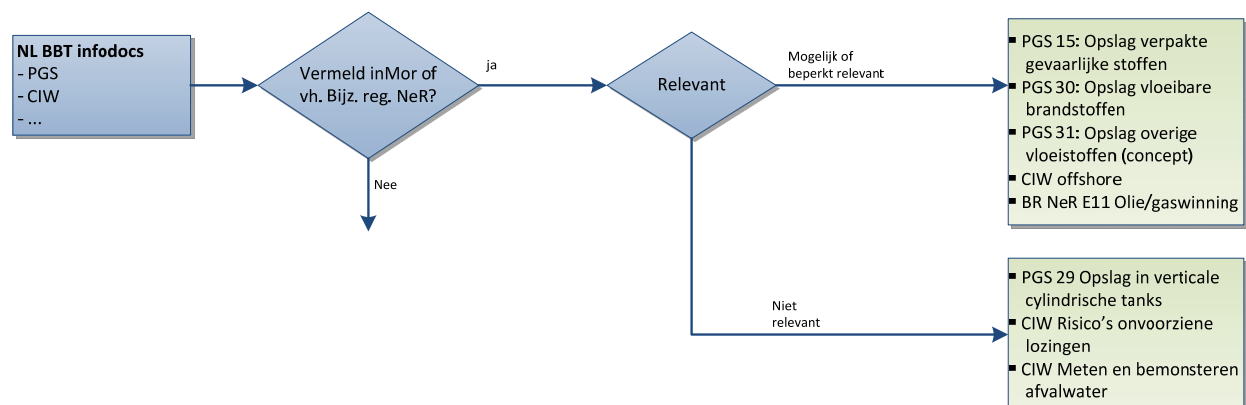 NL BBT infodocs
- PGS
- CIW
- ...
Vermeld inMor of
vh. Bijz. reg. NeR?
ja
Nee
Relevant
Mogelijk of
beperkt relevant
▪ PGS 15: Opslag verpakte
gevaarlijke stoffen
▪ PGS 30: Opslag vloeibare
brandstoffen
▪ PGS 31: Opslag overige
vloeistoffen (concept)
▪ CIW offshore
▪ BR NeR E11 Olie/gaswinning
Niet
relevant
▪ PGS 29 Opslag in verticale
cylindrische tanks
▪ CIW Risico's onvoorziene
lozingen
▪ CIW Meten en bemonsteren
afvalwater